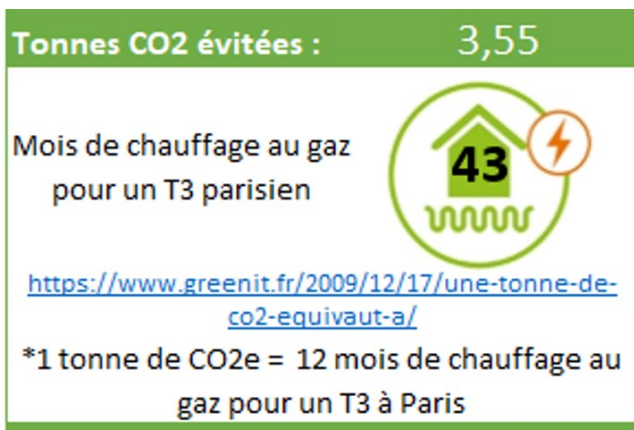 Tonnes CO2 évitées : 3,55
Mois de chauffage au gaz
pour un T3 parisien
43
https://www.greenit.fr/2009/12/17/une-tonne-de-
co2-equivaut-a/
*1 tonne de CO2e = 12 mois de chauffage au
gaz pour un T3 à Paris